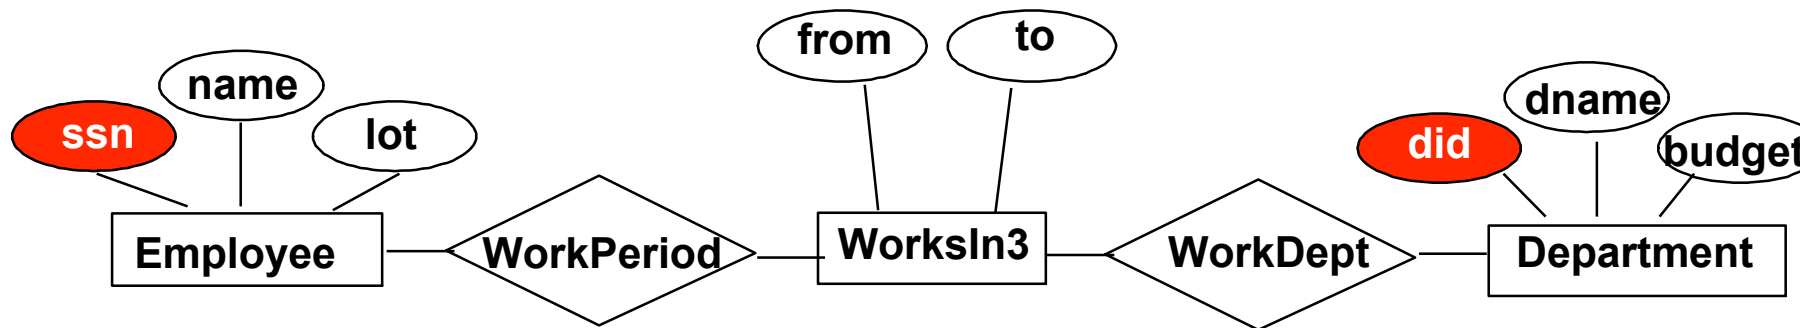 from
to
name
dname
ssn
lot
did
budget
Employee
WorkPeriod
WorksIn3
WorkDept
Department